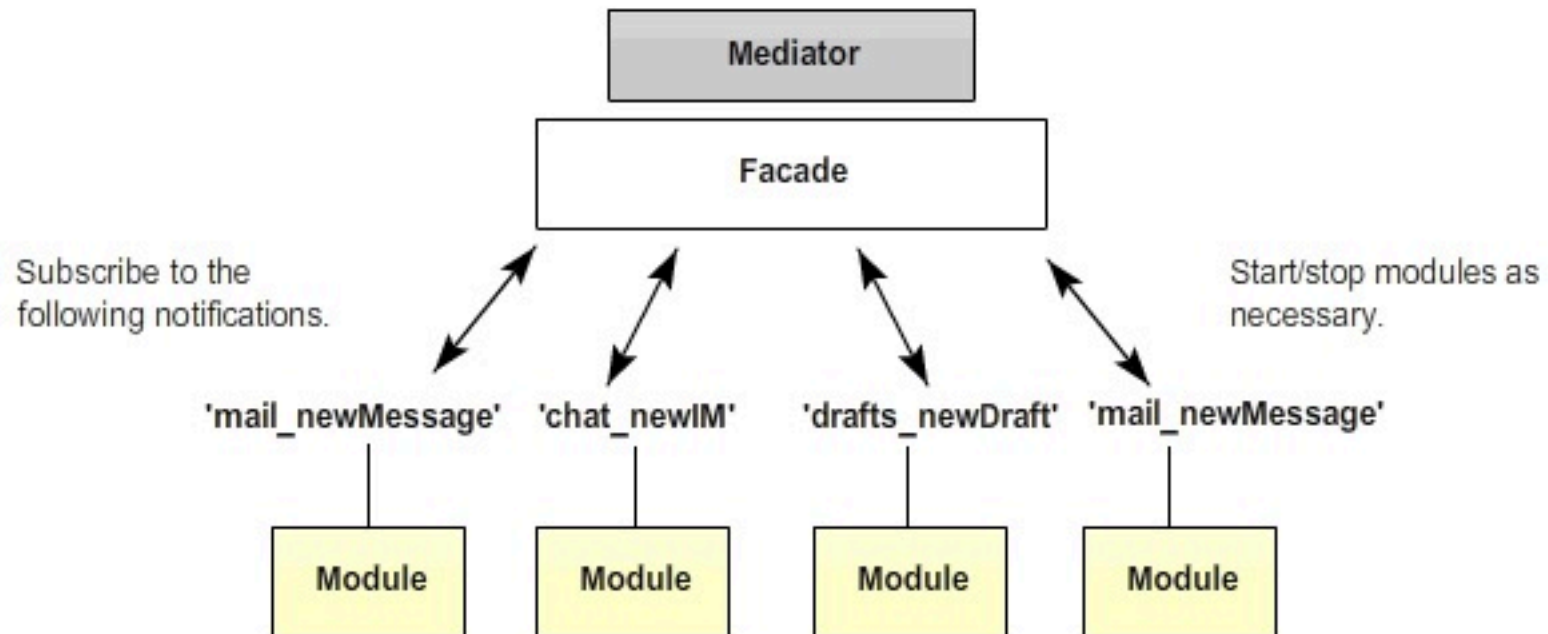 Mediator
Facade
Subscribe to the
following notifications.
Start/stop modules as
necessary.
'mail_newMessage'
'chat_newIM'
'drafts_newDraft'
'mail_newMessage'
Module
Module
Module
Module